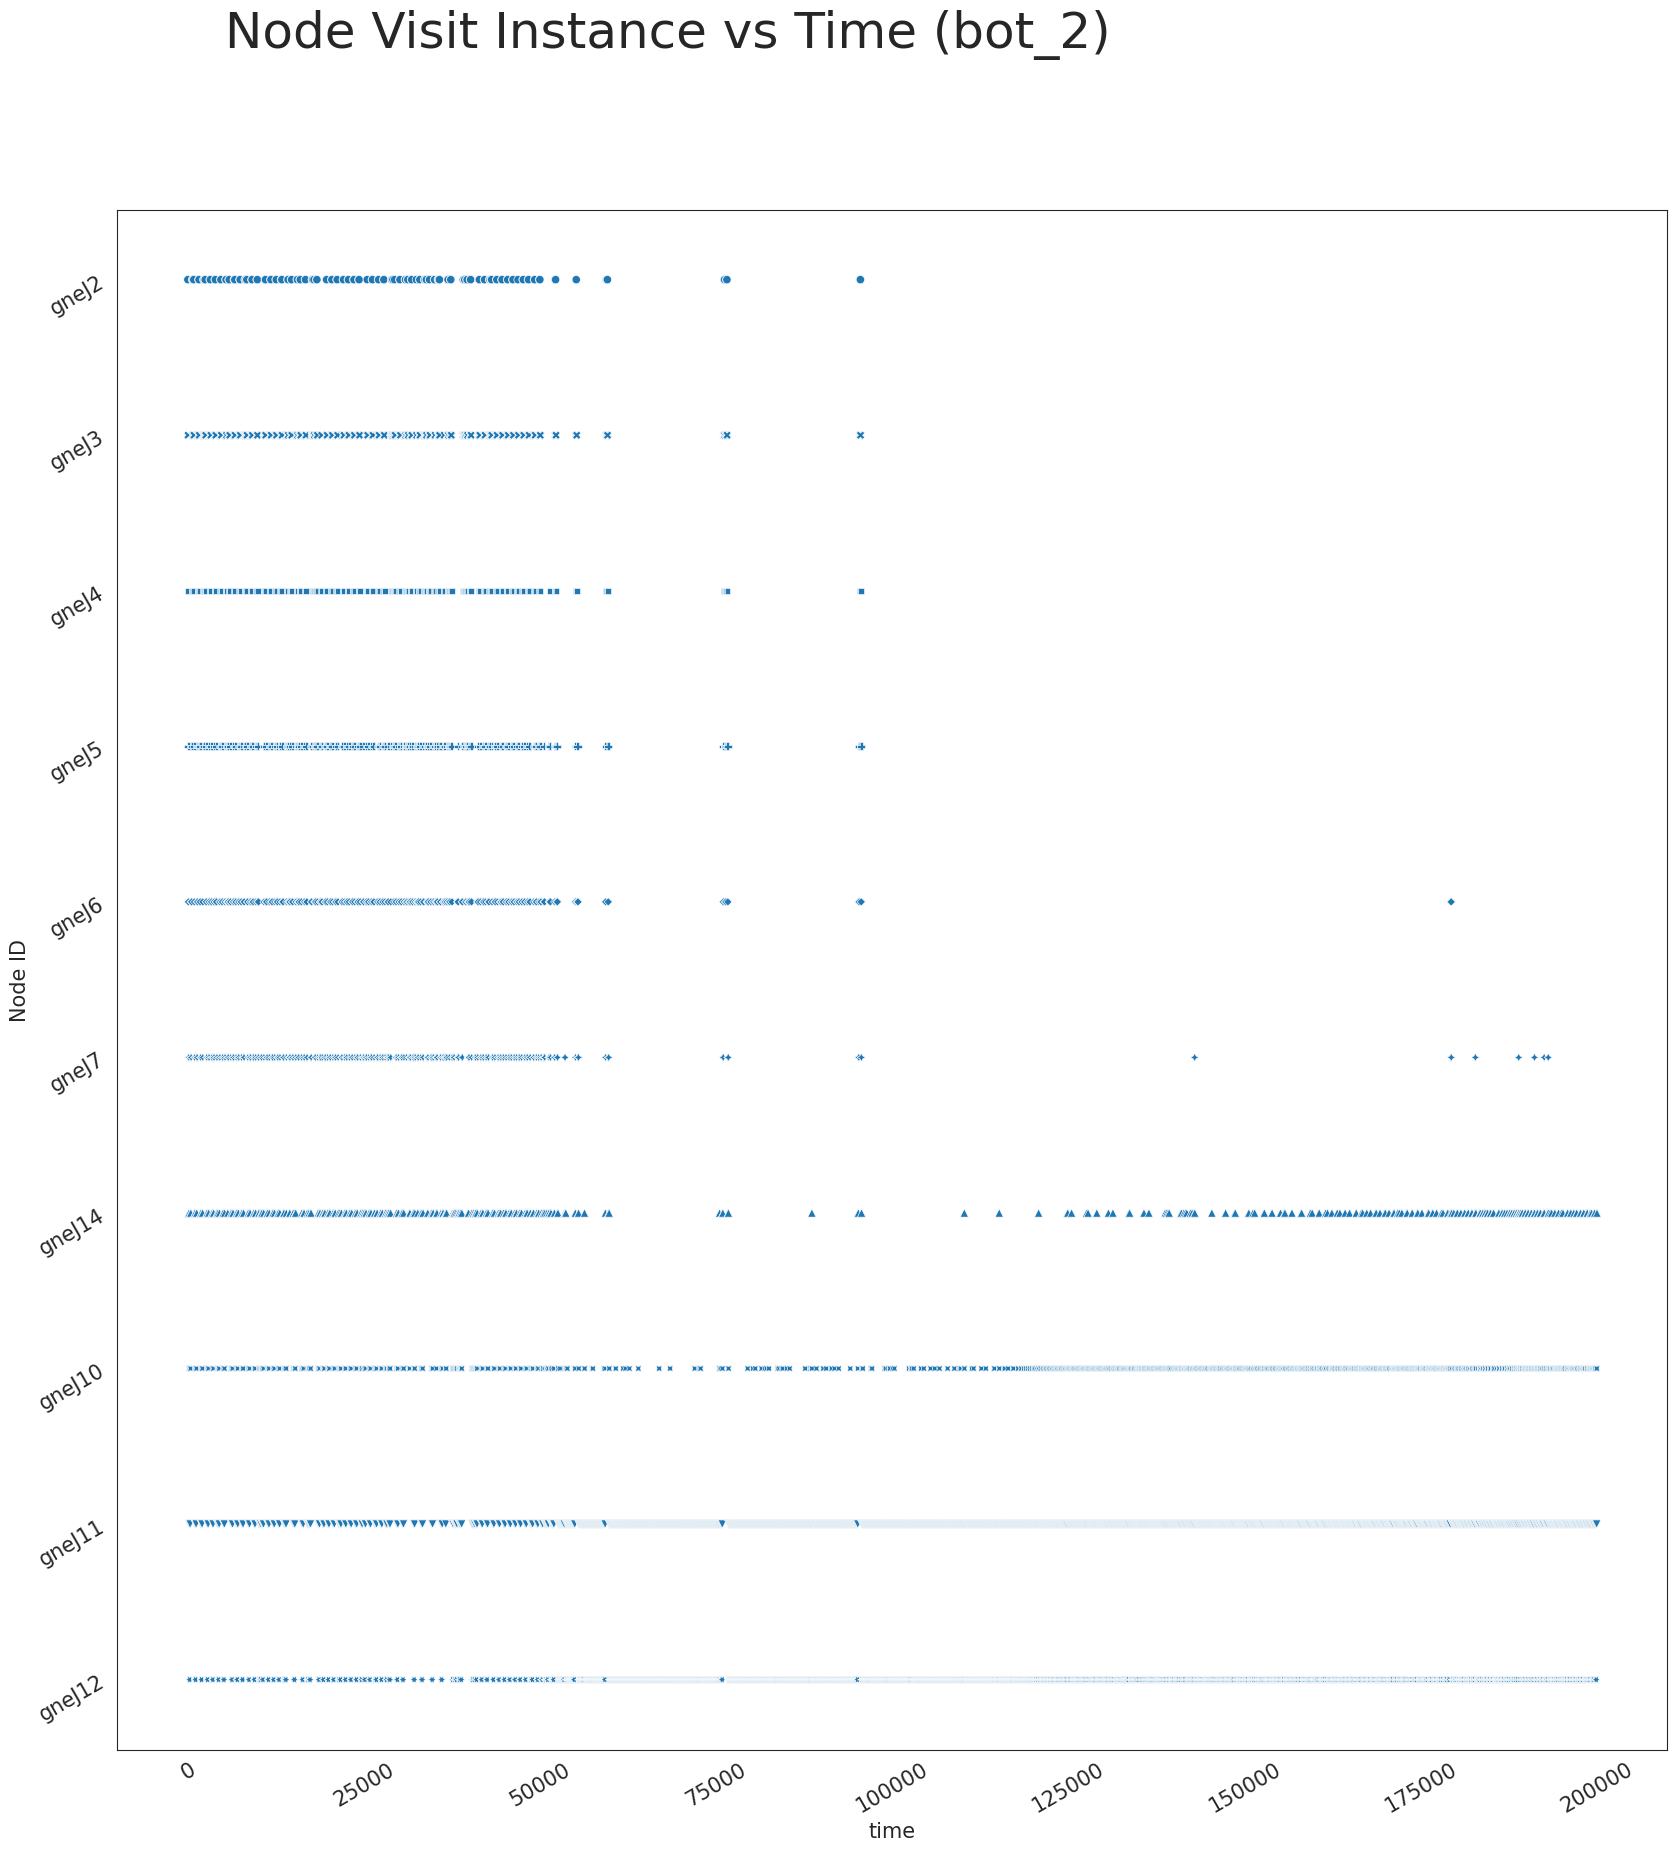 Node Visit Instance vs Time (bot_2)
gneJ2
gneJ3
gneJ4
gneJ5
gneJ6
gneJ7
gneJ14
gneJ10
gneJ11
gneJ12
Node ID
0
25000
50000
75000
100000
125000
150000
175000
200000
time